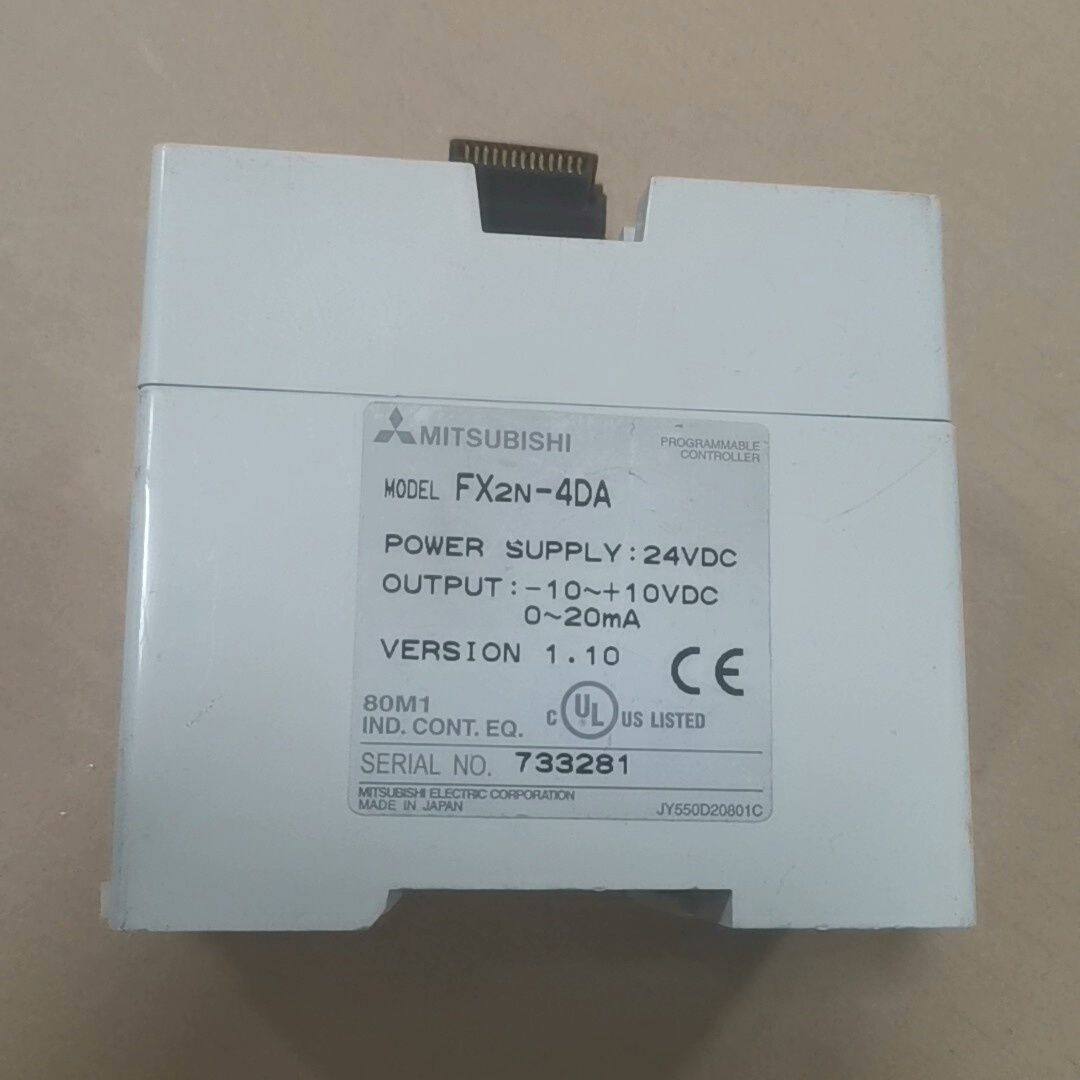 MITSUBISHI
PROGRAMMABLE
CONTROLLER
MODEL FX2N-4DA
POWER SUPPLY:24VDC
OUTPUT:-10~+10VDC
0~20mA
VERSION 1.10
CE
80M1
IND. CONT. EQ.
C UL US LISTED
SERIAL NO. 733281
MITSUBISHI ELECTRIC CORPORATION
MADE IN JAPAN
JY550D20801C